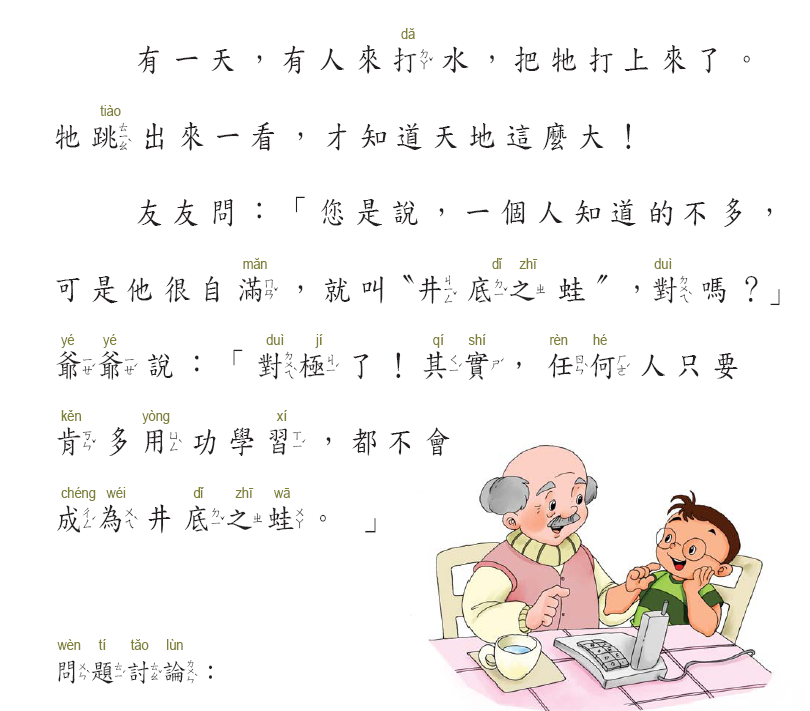 dǎ
有一天，有人來打ㄉㄚˇ水，把牠打上來了。
tiào
牠跳ㄊㄧㄠˋ出來一看，才知道天地這麼大！
友友問：「您是說，一個人知道的不多，
mǎn dǐ zhī duì
可是他很自滿ㄇㄢˇ，就叫〝井ㄐㄧㄥˇ底ㄉㄧˇ之ㄓ蛙〞，對ㄉㄨㄟˋ嗎？」
yé yé duì jí qí shí rèn hé
爺ㄧㄝˊ爺ㄧㄝˊ說：「對ㄉㄨㄟˋ極ㄐㄧˊ了！其ㄑㄧˊ實ㄕˊ，任ㄖㄣˋ何ㄏㄜˊ人只要
kěn yòng xí
肯ㄎㄣˇ多用ㄩㄥˋ功學習ㄒㄧˊ，都不會
chéng wéi dǐ zhī wā
成ㄔㄥˊ為ㄨㄟˊ井底ㄉㄧˇ之ㄓ蛙ㄨㄚ。」
wèn tí tǎo lùn
問ㄨㄣˋ題ㄊㄧˊ討ㄊㄠˇ論ㄌㄨㄣˋ：